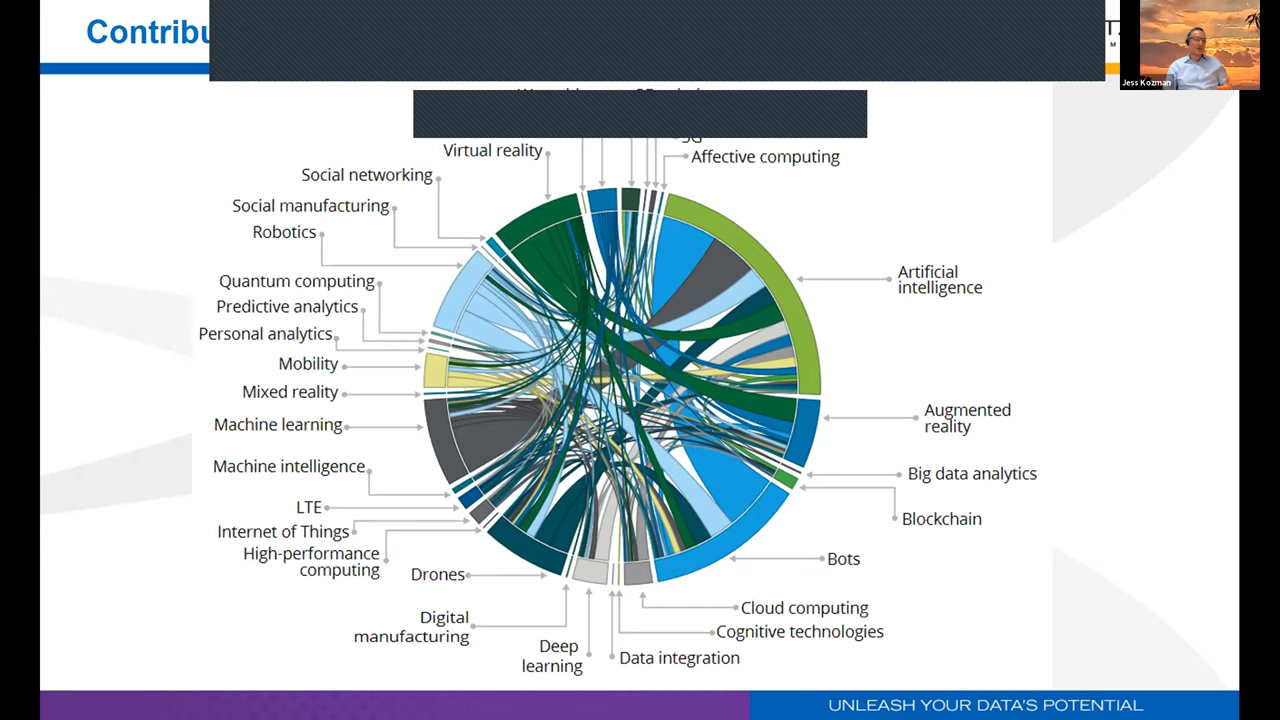 Contribu
Jess Kozman
5G
Virtual reality
Affective computing
Social networking
Social manufacturing
Robotics
Quantum computing
Predictive analytics
Personal analytics
Mobility
Mixed reality
Machine learning
Machine intelligence
LTE
Internet of Things
High-performance
computing
Drones
Digital
manufacturing
Deep
learning
Data integration
Cognitive technologies
Cloud computing
Bots
Blockchain
Big data analytics
Augmented
reality
Artificial
intelligence
UNLEASH YOUR DATA'S POTENTIAL